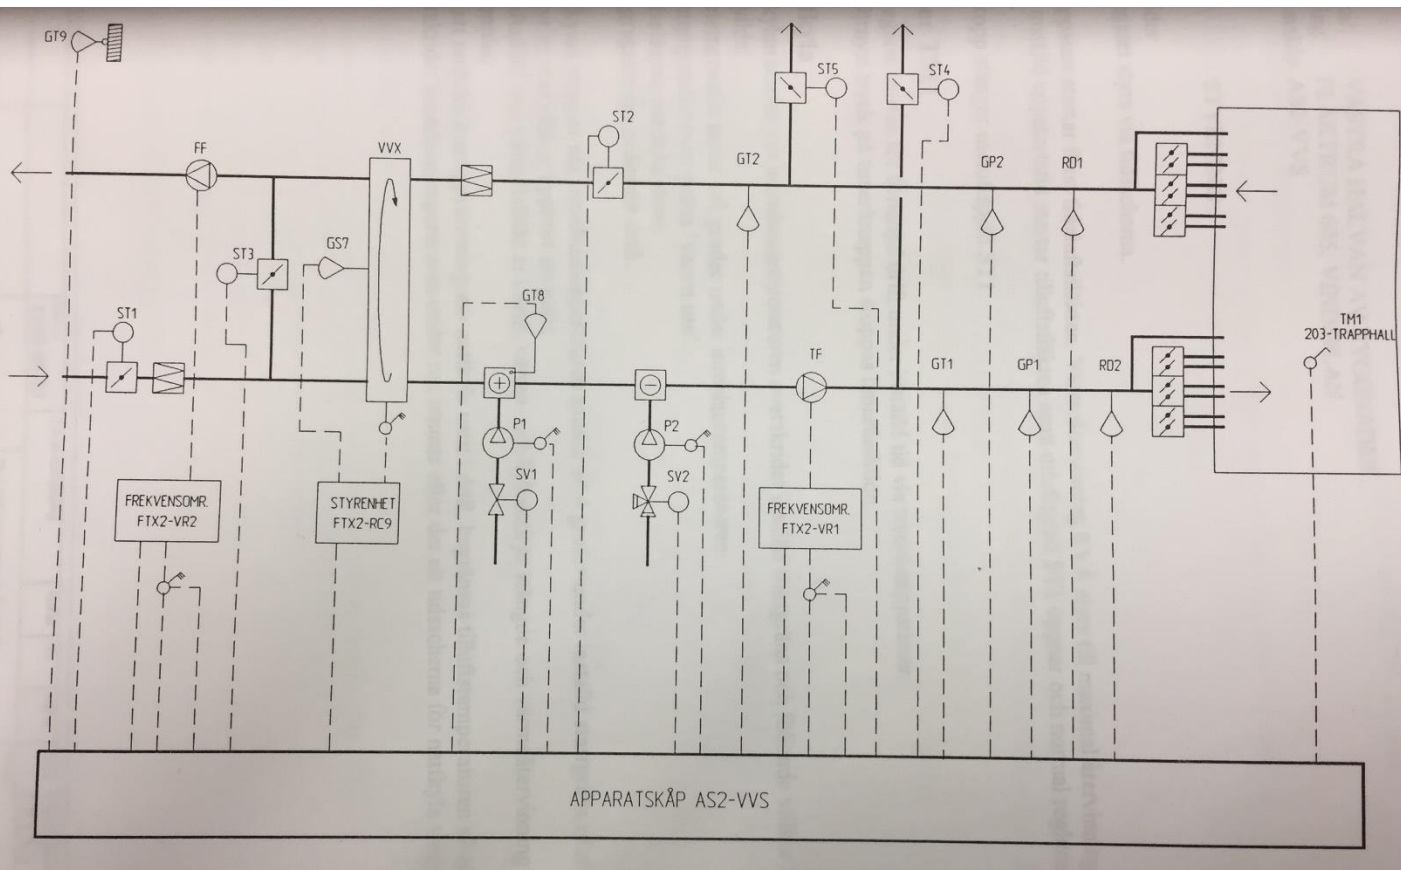 GT9
FF
VVX
ST2
GT2
ST5
ST4
GP2
RD1
ST3
GS7
GT8
ST1
TF
GT1
GP1
RD2
TM1
203-TRAPPHALL
P1
P2
SV1
SV2
FREKVENSOMR.
FTX2-VR2
STYRENHET
FTX2-RC9
FREKVENSOMR.
FTX2-VR1
APPARATSKÅP AS2-VVS